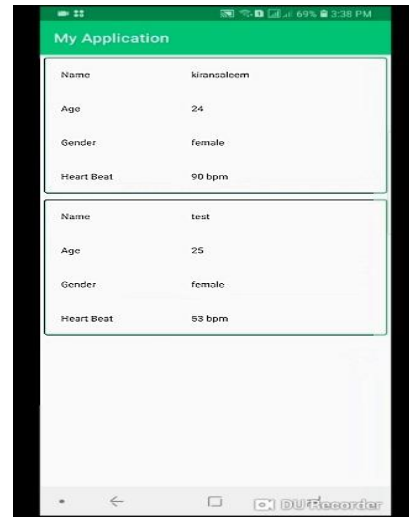 69% 3:38 PM
My Application
Name kiransaleem
Age 24
Gender female
Heart Beat 90 bpm
Name test
Age 25
Gender female
Heart Beat 53 bpm
DU Recorder